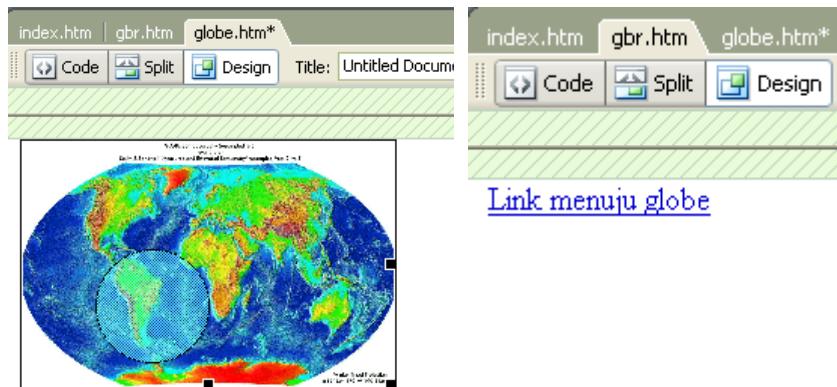 index.htm gbr.htm globe.htm*
Code Split Design Title: Untitled Docume
index.htm gbr.htm globe.htm*
Code Split Design
Link menuju globe